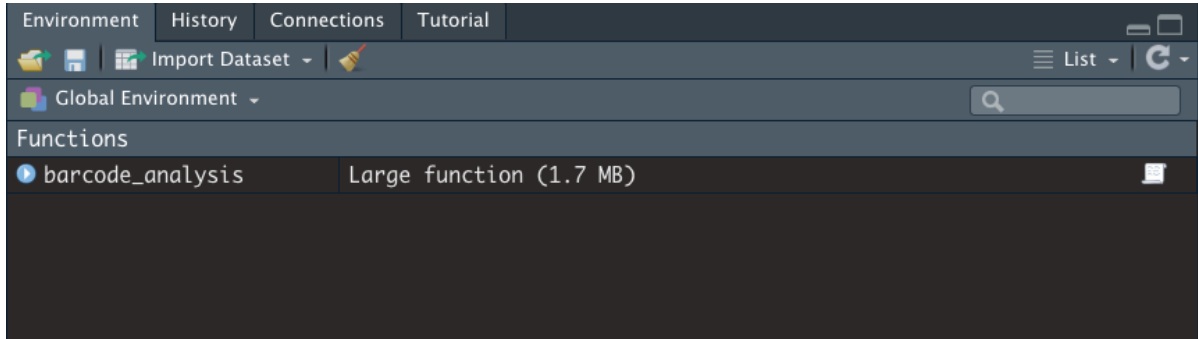 Environment History Connections Tutorial
Import Dataset List
Global Environment
Functions
barcode_analysis Large function (1.7 MB)